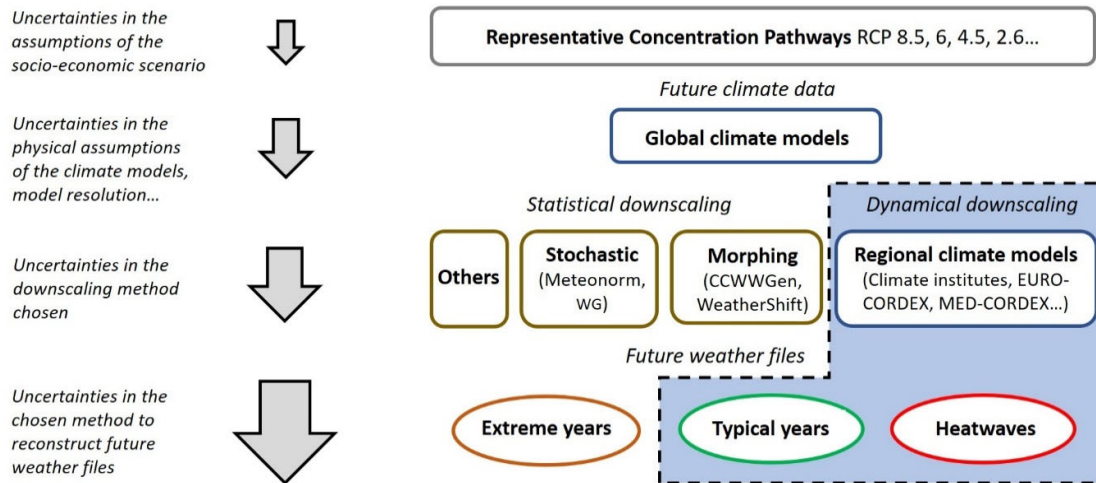 Uncertainties in the
assumptions of the
socio-economic scenario
Representative Concentration Pathways RCP 8.5, 6, 4.5, 2.6...
Future climate data
Uncertainties in the
physical assumptions
of the climate models,
model resolution...
Global climate models
Statistical downscaling
Dynamical downscaling
Uncertainties in the
downscaling method
chosen
Others
Stochastic
(Meteonorm,
WG)
Morphing
(CCWWGen,
WeatherShift)
Regional climate models
(Climate institutes, EURO-
CORDEX, MED-CORDEX...)
Future weather files
Uncertainties in the
chosen method to
reconstruct future
weather files
Extreme years
Typical years
Heatwaves